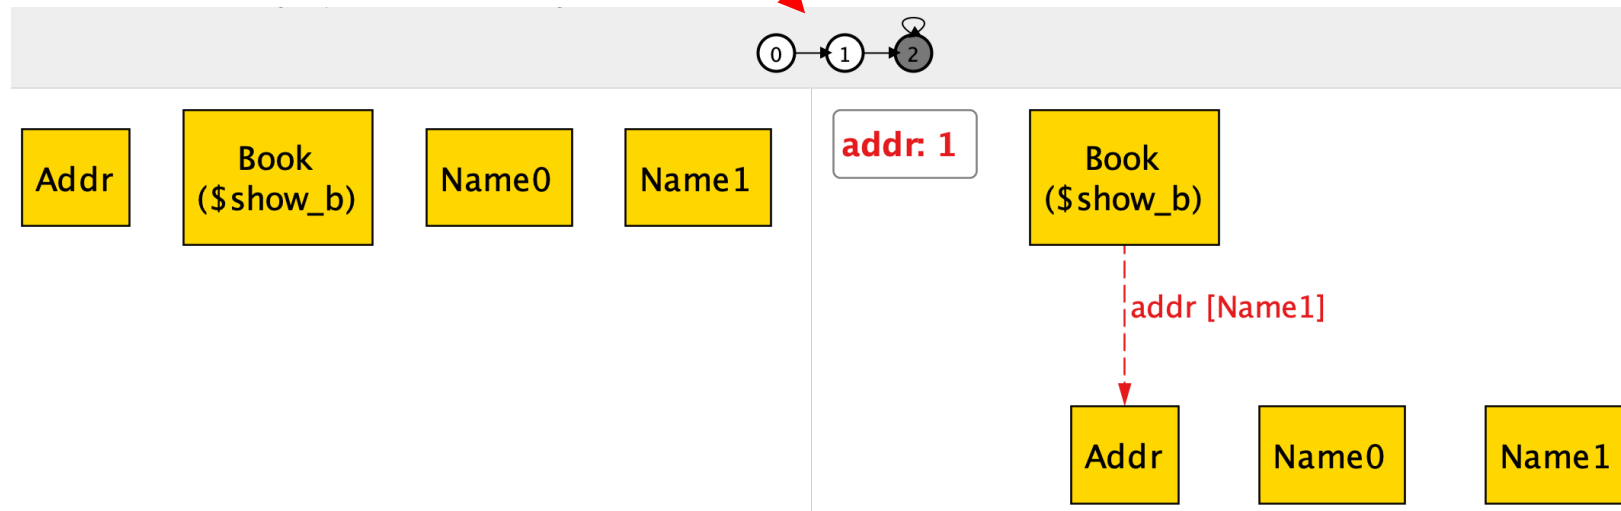 0 1 2
Addr
Book
($show_b)
Name0
Name1
addr: 1
Book
($show_b)
addr [Name1]
Addr
Name0
Name1